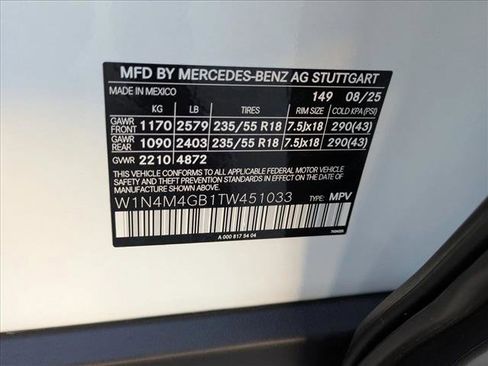 MFD BY MERCEDES-BENZ AG STUTTGART
MADE IN MEXICO 149 08/25
KG LB TIRES RIM SIZE COLD KPA (PSI)
GAWR FRONT 1170 2579 235/55 R18 7.5Jx18 290(43)
GAWR REAR 1090 2403 235/55 R18 7.5Jx18 290(43)
GVWR 2210 4872
THIS VEHICLE CONFORMS TO ALL APPLICABLE FEDERAL MOTOR VEHICLE
SAFETY AND THEFT PREVENTION STANDARDS IN EFFECT ON THE DATE OF
MANUFACTURE SHOWN ABOVE.
W1N4M4GB1TW451033 TYPE: MPV
A 000 817 54 04